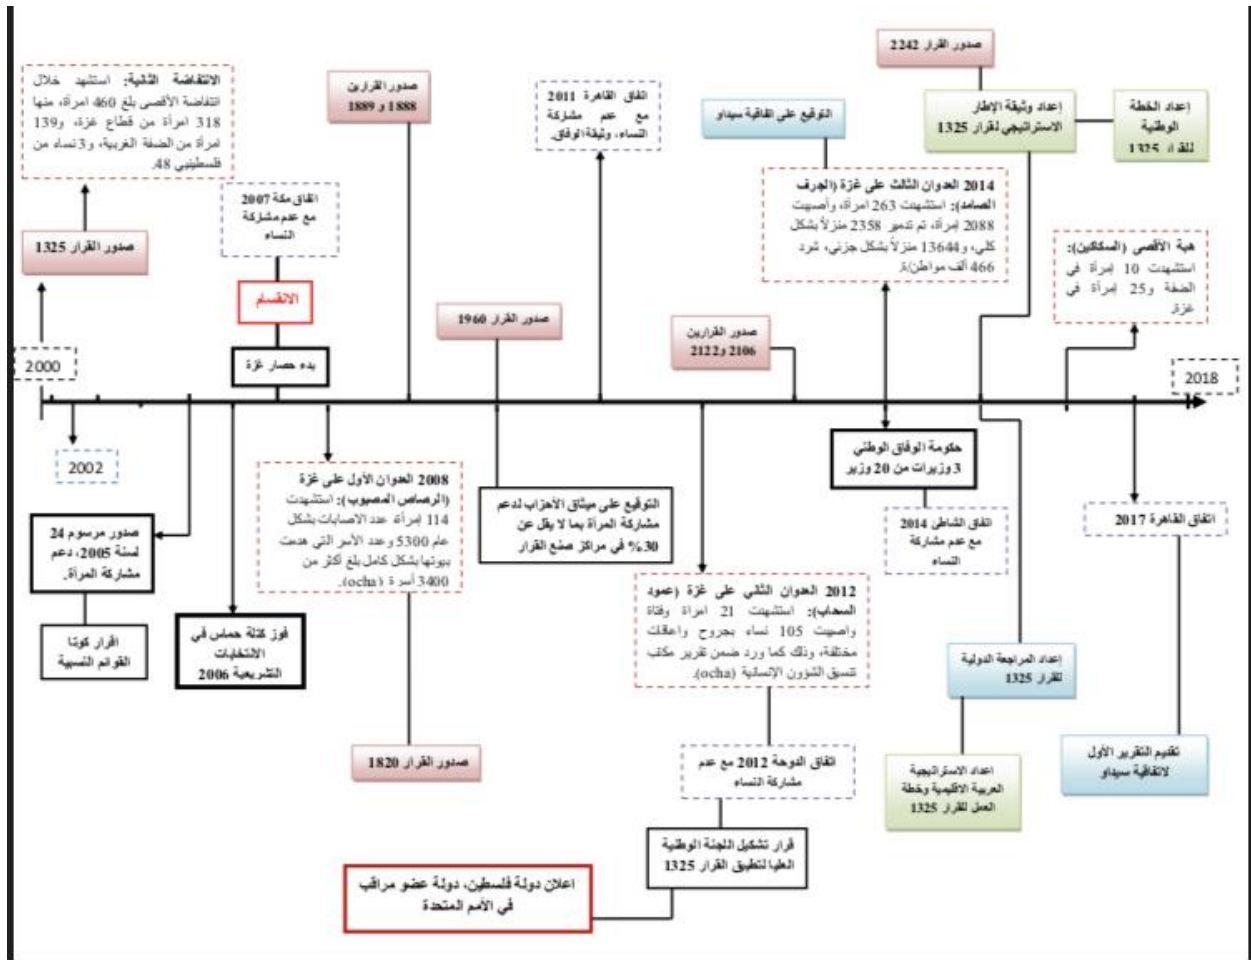 صدور القرار 2242
الانتفاضة الثانية: استشهد خلال
انتفاضة الأقصى بلغ 460 امرأة، منها
318 امرأة من قطاع غزة، و139
امرأة من الضفة الغربية، و3 نساء من
فلسطينيي 48.
صدور القرارين
1888 و 1889
اتفاق القاهرة 2011
مع عدم مشاركة
النساء، وثيقة الوفاق.
التوقيع على اتفاقية سيداو
إعداد وثيقة الإطار
الاستراتيجي لقرار 1325
إعداد الخطة
الوطنية
للقرار 1325
اتفاق مكة 2007
مع عدم مشاركة
النساء
2014 العدوان الثالث على غزة (الجرف
الصامد): استشهدت 263 امرأة، وأصيبت
2088 إمرأة، تم تدمير 2358 منزلاً بشكل
كلي، و13644 منزلاً بشكل جزئي، شرد
466 ألف مواطن/ة.
صدور القرار 1325
هبة الأقصى (السكاكين):
استشهدت 10 إمرأة في
الضفة و25 إمرأة في
غزة.
الانقسام
صدور القرار 1960
صدور القرارين
2106 و2122
بدء حصار غزة
2000
2018
2002
حكومة الوفاق الوطني
3 وزيرات من 20 وزير
2008 العدوان الأول على غزة
(الرصاص المصبوب): استشهدت
114 إمرأة، عدد الاصابات بشكل
عام 5300 وعدد الأسر التي هدمت
بيوتها بشكل كامل بلغ أكثر من
3400 أسرة (ocha).
التوقيع على ميثاق الأحزاب لدعم
مشاركة المرأة بما لا يقل عن
30% في مراكز صنع القرار
صدور مرسوم 24
لسنة 2005، دعم
مشاركة المرأة.
اتفاق الشاطئ 2014
مع عدم مشاركة
النساء
اتفاق القاهرة 2017
2012 العدوان الثاني على غزة (عمود
السحاب): استشهدت 21 امراة وفتاة
واصيبت 105 نساء بجروح واعاقات
مختلفة، وذلك كما ورد ضمن تقرير مكتب
تنسيق الشؤون الإنسانية (ocha).
اقرار كوتا
القوائم النسبية
فوز كتلة حماس في
الانتخابات
التشريعية 2006
إعداد المراجعة الدولية
للقرار 1325
صدور القرار 1820
اتفاق الدوحة 2012 مع عدم
مشاركة النساء
اعداد الاستراتيجية
العربية الاقليمية وخطة
العمل للقرار 1325
تقديم التقرير الأول
لاتفاقية سيداو
قرار تشكيل اللجنة الوطنية
العليا لتطبيق القرار 1325
اعلان دولة فلسطين، دولة عضو مراقب
في الأمم المتحدة